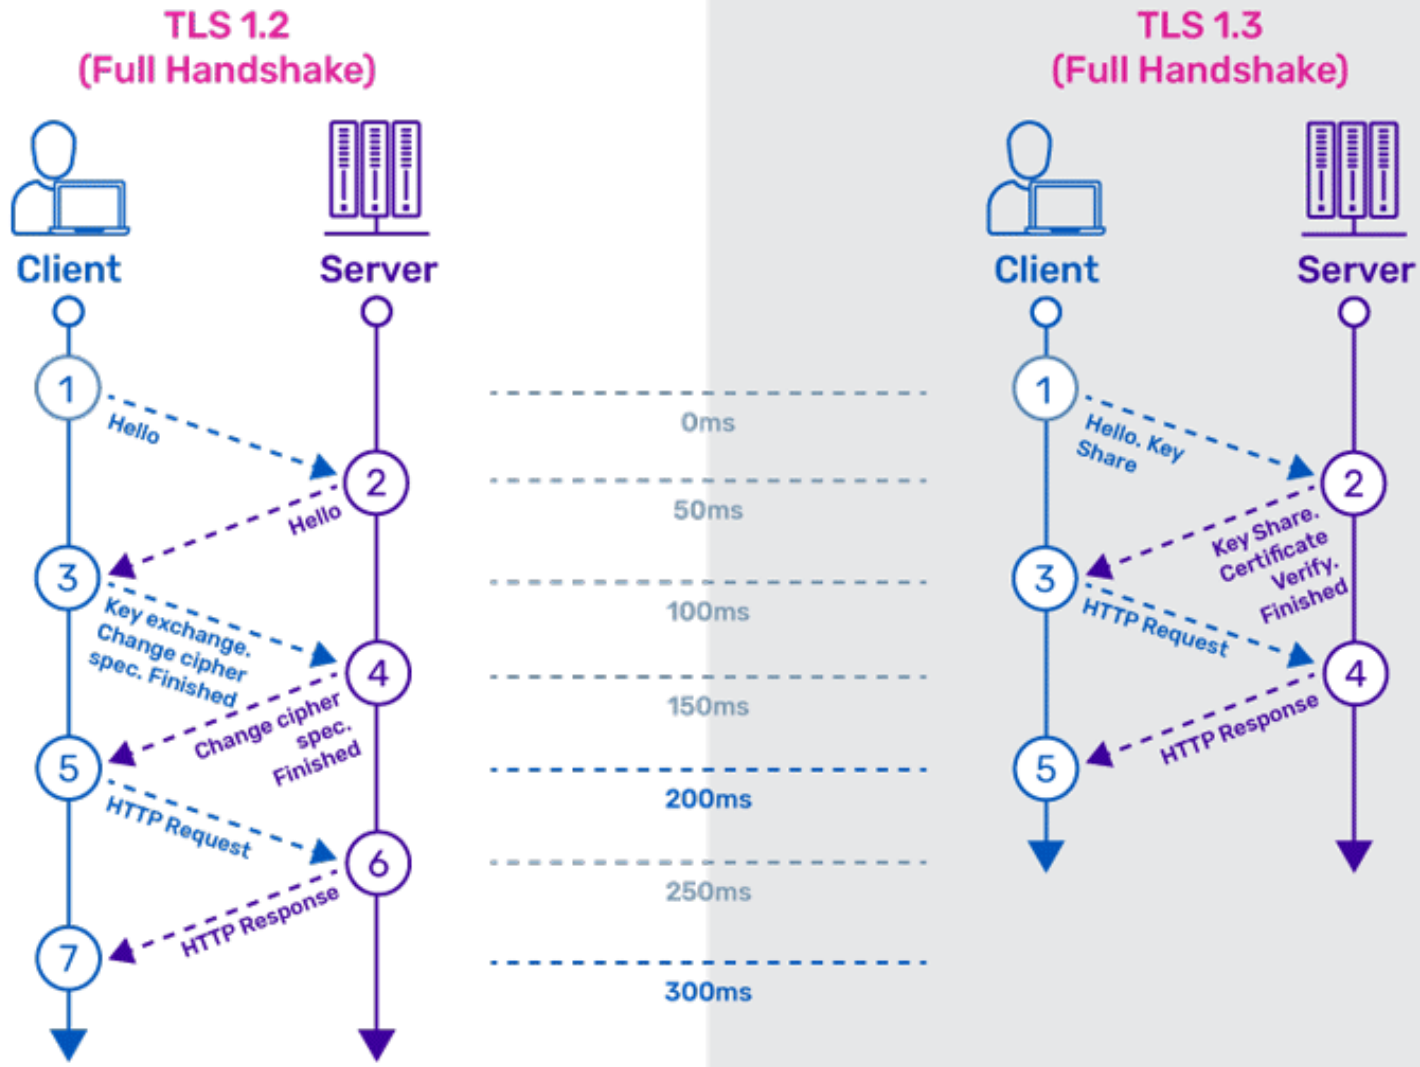 TLS 1.2
(Full Handshake)
Client
Server
1
Hello
2
Hello
3
Key exchange.
Change cipher
spec. Finished
4
Change cipher
spec.
Finished
5
HTTP Request
6
HTTP Response
7
0ms
50ms
100ms
150ms
200ms
250ms
300ms
TLS 1.3
(Full Handshake)
Client
Server
1
Hello. Key
Share
2
Key Share.
Certificate
Verify.
Finished
3
HTTP Request
4
HTTP Response
5